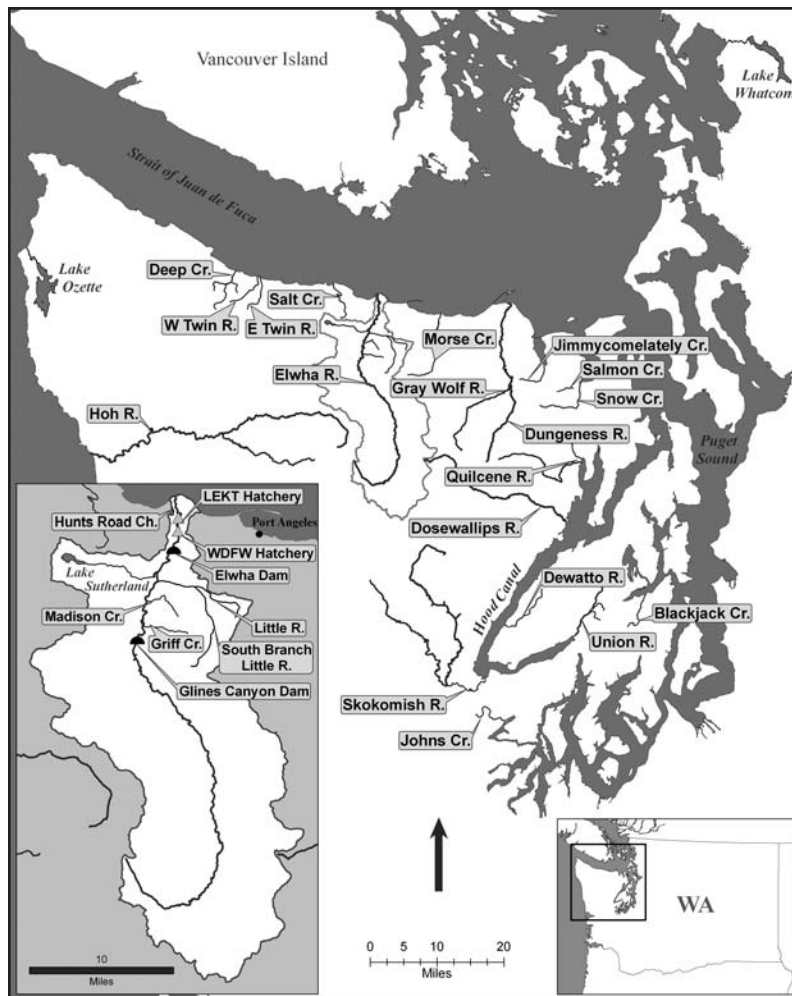 Vancouver Island
Lake
Whatcom
Strait of Juan de Fuca
Lake
Ozette
Deep Cr.
Salt Cr.
W Twin R.
E Twin R.
Morse Cr.
Jimmycomelately Cr.
Salmon Cr.
Elwha R.
Gray Wolf R.
Snow Cr.
Hoh R.
Dungeness R.
Puget
Sound
Quilcene R.
Dosewallips R.
Hood Canal
Dewatto R.
Blackjack Cr.
Union R.
Skokomish R.
Johns Cr.
LEKT Hatchery
Hunts Road Ch.
Port Angeles
WDFW Hatchery
Lake
Sutherland
Elwha Dam
Madison Cr.
Little R.
Griff Cr.
South Branch
Little R.
Glines Canyon Dam
10
Miles
0 5 10 20
Miles
WA